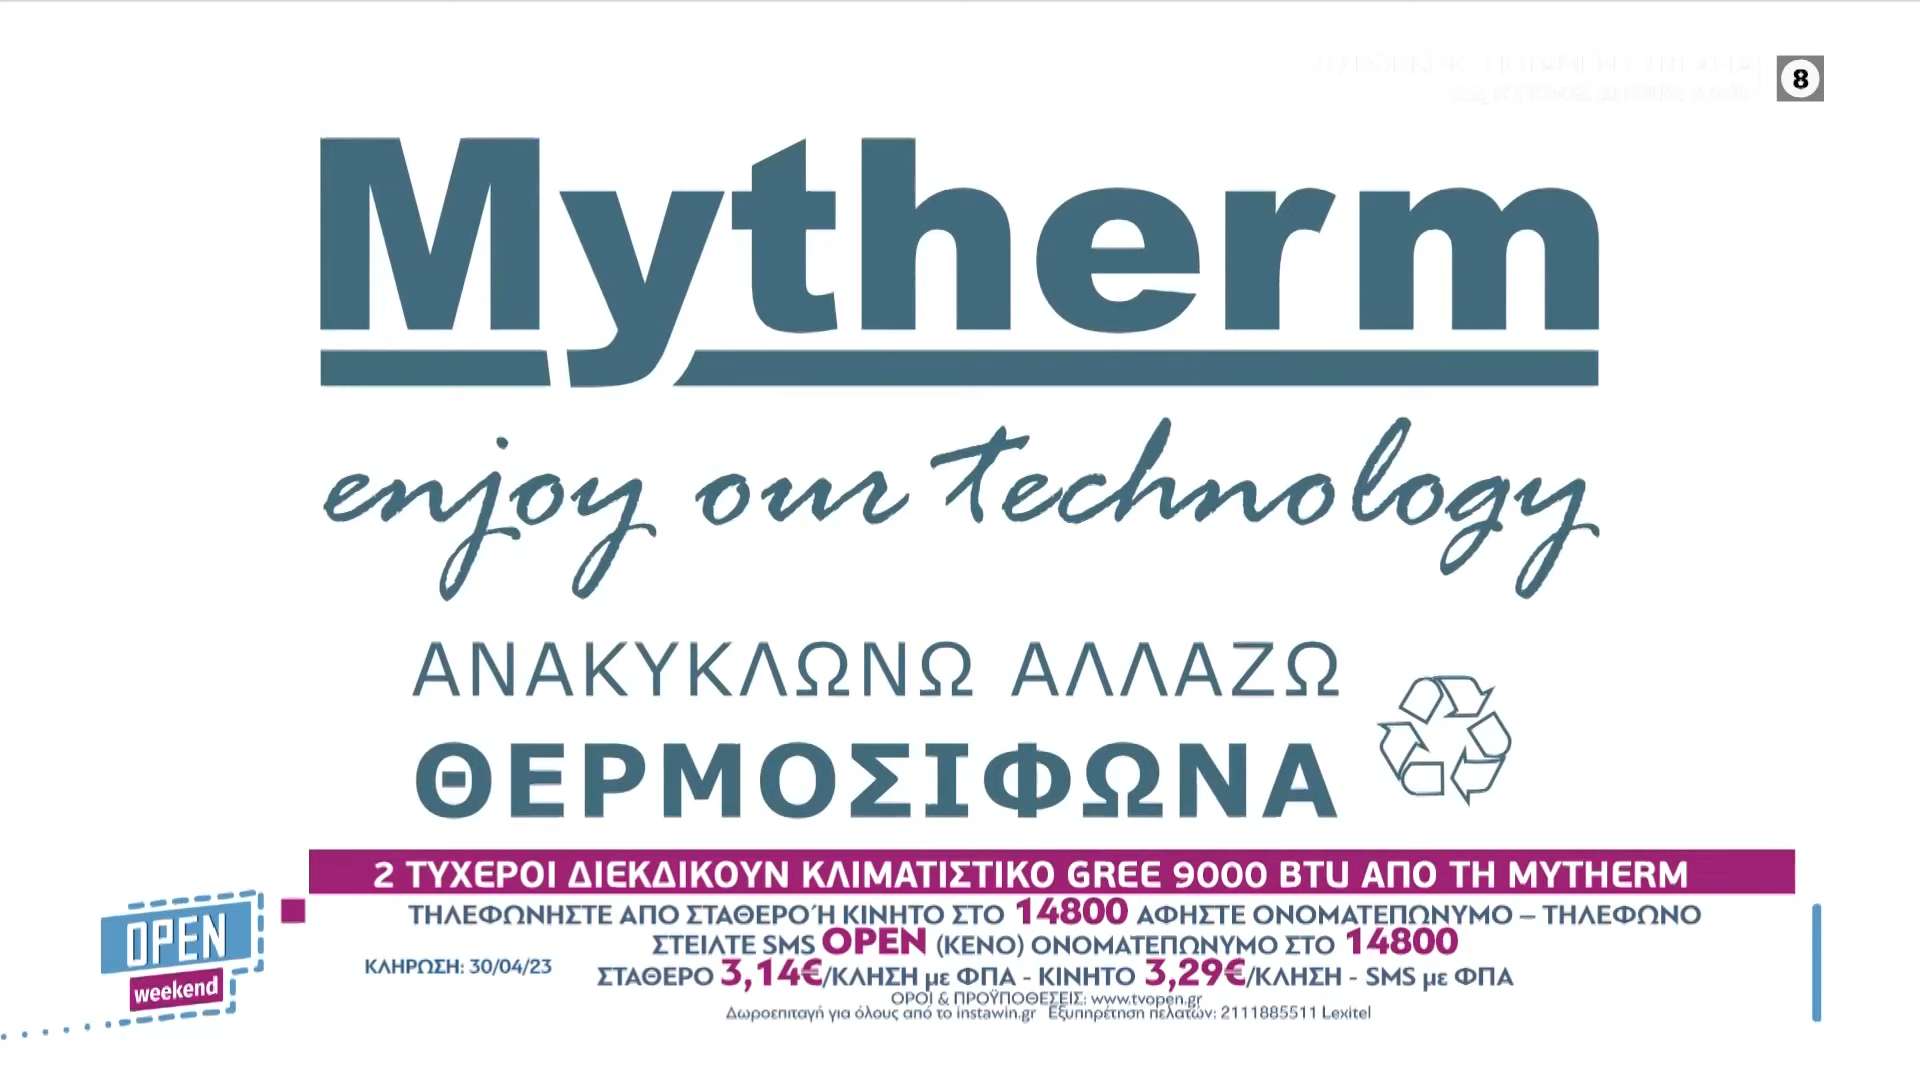 8
Mytherm
enjoy our technology
ΑΝΑΚΥΚΛΩΝΩ ΑΛΛΑΖΩ
ΘΕΡΜΟΣΙΦΩΝΑ
2 ΤΥΧΕΡΟΙ ΔΙΕΚΔΙΚΟΥΝ ΚΛΙΜΑΤΙΣΤΙΚΟ GREE 9000 BTU ΑΠΟ ΤΗ MYTHERM
ΤΗΛΕΦΩΝΗΣΤΕ ΑΠΟ ΣΤΑΘΕΡΟ Ή ΚΙΝΗΤΟ ΣΤΟ 14800 ΑΦΗΣΤΕ ΟΝΟΜΑΤΕΠΩΝΥΜΟ – ΤΗΛΕΦΩΝΟ
ΣΤΕΙΛΤΕ SMS OPEN (ΚΕΝΟ) ΟΝΟΜΑΤΕΠΩΝΥΜΟ ΣΤΟ 14800
ΚΛΗΡΩΣΗ: 30/04/23
ΣΤΑΘΕΡΟ 3,14€/ΚΛΗΣΗ με ΦΠΑ - ΚΙΝΗΤΟ 3,29€/ΚΛΗΣΗ - SMS με ΦΠΑ
ΟΡΟΙ & ΠΡΟΫΠΟΘΕΣΕΙΣ: www.tvopen.gr
Δωροεπιταγή για όλους από το instawin.gr Εξυπηρέτηση πελατών: 2111885511 Lexitel
OPEN
weekend